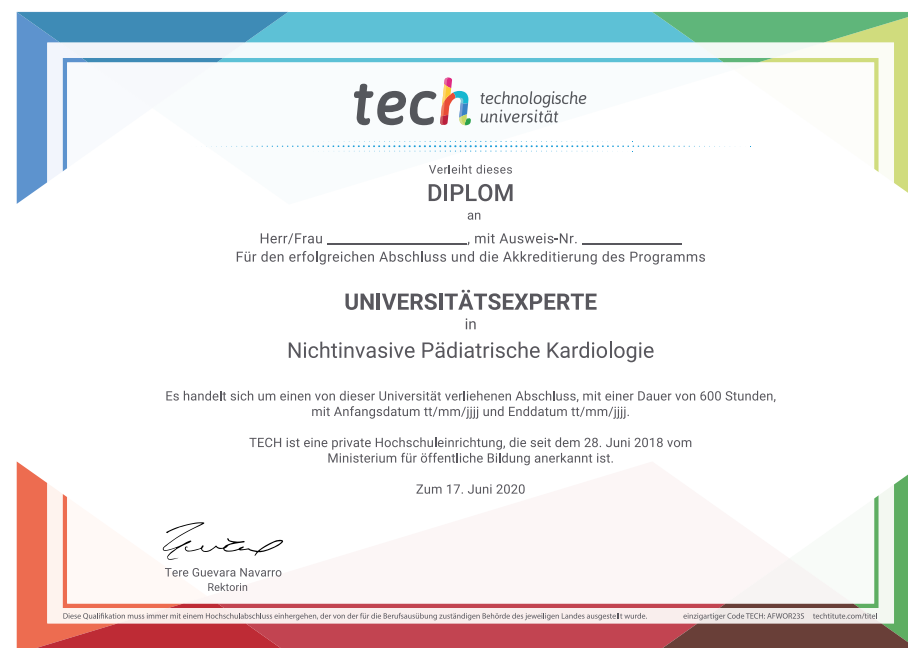 tech technologische
universität
Verleiht dieses
DIPLOM
an
Herr/Frau ____________________, mit Ausweis-Nr. ______________
Für den erfolgreichen Abschluss und die Akkreditierung des Programms
UNIVERSITÄTSEXPERTE
in
Nichtinvasive Pädiatrische Kardiologie
Es handelt sich um einen von dieser Universität verliehenen Abschluss, mit einer Dauer von 600 Stunden,
mit Anfangsdatum tt/mm/jjjj und Enddatum tt/mm/jjjj.
TECH ist eine private Hochschuleinrichtung, die seit dem 28. Juni 2018 vom
Ministerium für öffentliche Bildung anerkannt ist.
Zum 17. Juni 2020
Tere Guevara Navarro
Rektorin
Diese Qualifikation muss immer mit einem Hochschulabschluss einhergehen, der von der für die Berufsausübung zuständigen Behörde des jeweiligen Landes ausgestellt wurde. einzigartiger Code TECH: AFWOR23S techtitute.com/titel